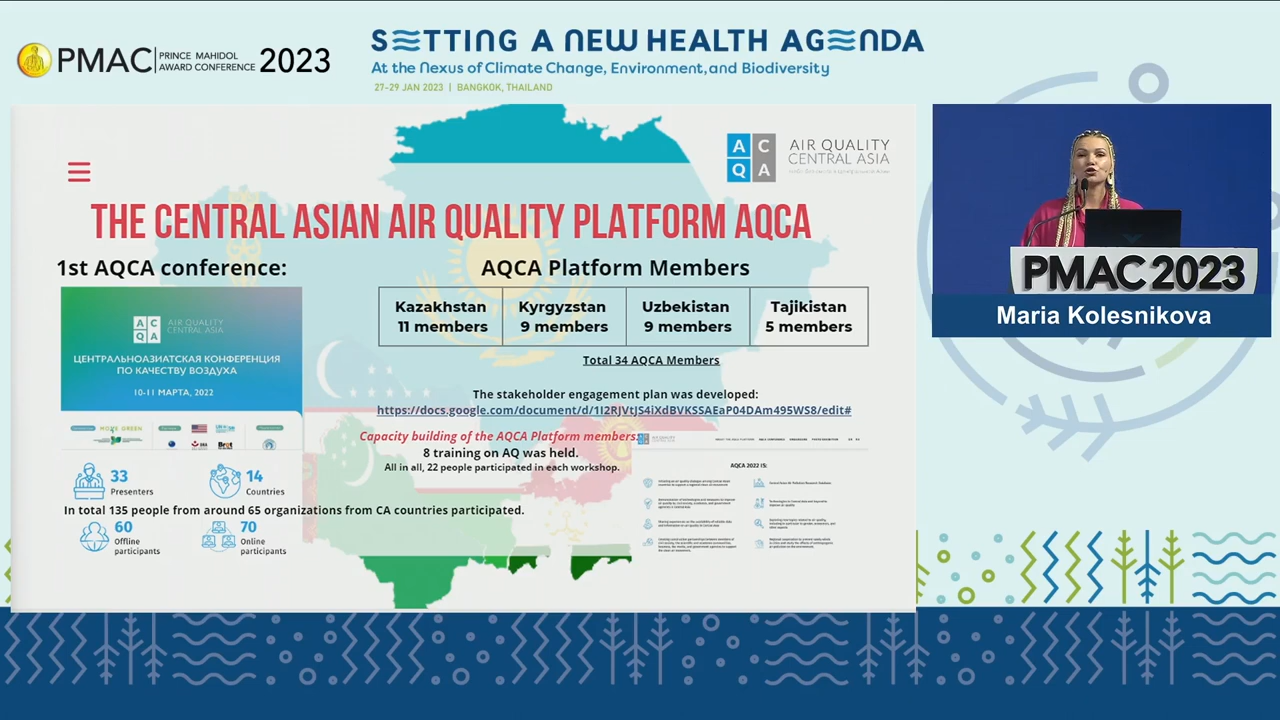 PMAC
PRINCE MAHIDOL
AWARD CONFERENCE
2023
SETTING A NEW HEALTH AGENDA
At the Nexus of Climate Change, Environment, and Biodiversity
27-29 JAN 2023 | BANGKOK, THAILAND
AQ CA
AIR QUALITY
CENTRAL ASIA
THE CENTRAL ASIAN AIR QUALITY PLATFORM AQCA
1st AQCA conference:
AC
QA
AIR QUALITY
CENTRAL ASIA
ЦЕНТРАЛЬНОАЗИАТСКАЯ КОНФЕРЕНЦИЯ
ПО КАЧЕСТВУ ВОЗДУХА
10-11 МАРТА, 2022
MOVE GREEN
33
Presenters
14
Countries
In total 135 people from around 65 organizations from CA countries participated.
60
Offline
participants
70
Online
participants
AQCA Platform Members
Kazakhstan
11 members
Kyrgyzstan
9 members
Uzbekistan
9 members
Tajikistan
5 members
Total 34 AQCA Members
The stakeholder engagement plan was developed:
https://docs.google.com/document/d/1I2RJVtJS4iXdBVKSSAEaP04DAm495WS8/edit#
Capacity building of the AQCA Platform members:
8 training on AQ was held.
All in all, 22 people participated in each workshop.
AQCA 2022 IS:
PMAC 2023
Maria Kolesnikova